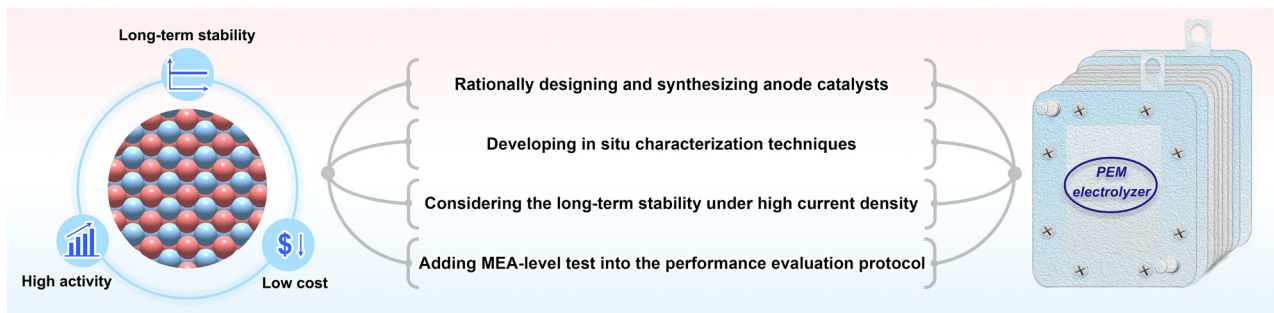 Long-term stability
High activity
$
Low cost
Rationally designing and synthesizing anode catalysts
Developing in situ characterization techniques
Considering the long-term stability under high current density
Adding MEA-level test into the performance evaluation protocol
PEM
electrolyzer